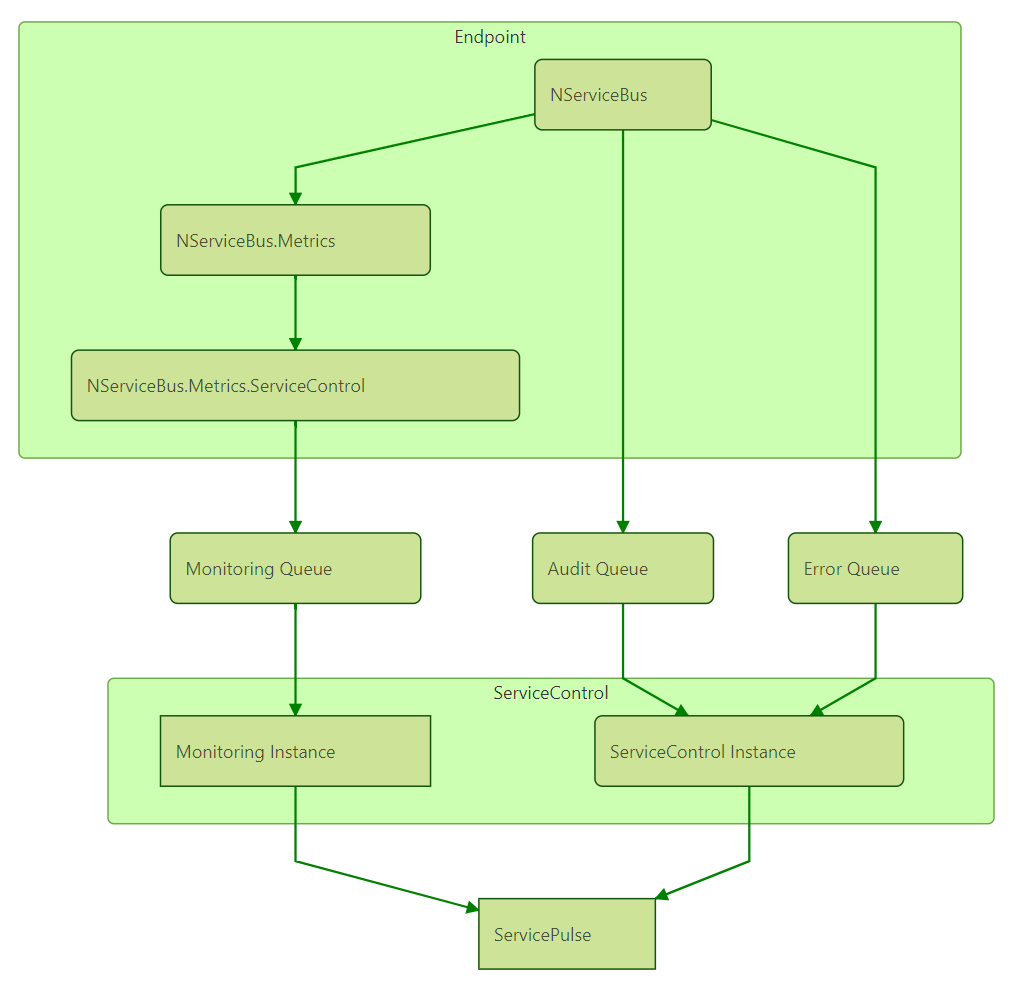 Endpoint
NServiceBus
NServiceBus.Metrics
NServiceBus.Metrics.ServiceControl
Monitoring Queue
Audit Queue
Error Queue
ServiceControl
Monitoring Instance
ServiceControl Instance
ServicePulse